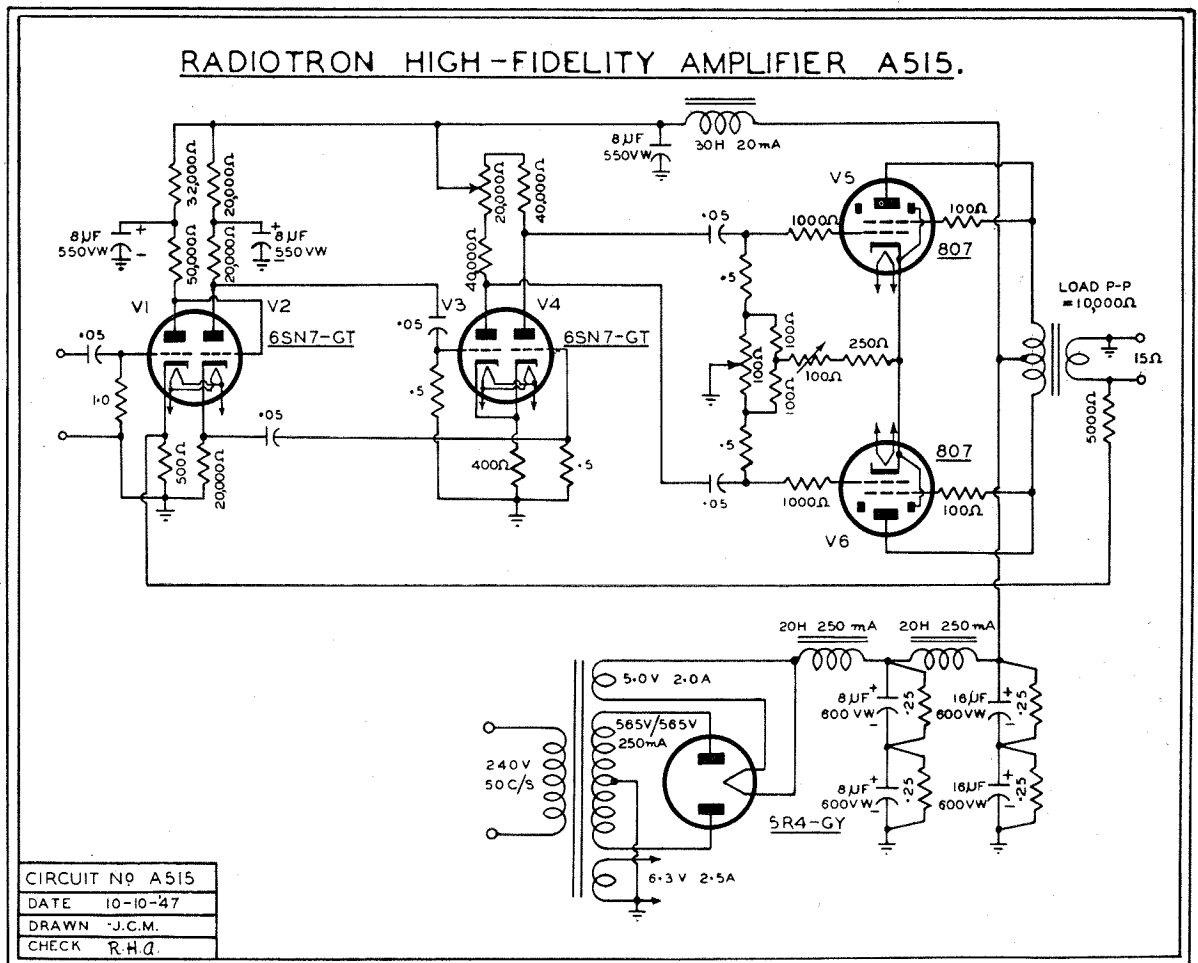 RADIOTRON HIGH-FIDELITY AMPLIFIER A515.
8µF
550VW
30H 20mA
32,000Ω
20,000Ω
8µF
550VW
50,000Ω
20,000Ω
8µF
550VW
20,000Ω
40,000Ω
40,000Ω
V1
V2
6SN7-GT
·05
1·0
500Ω
20,000Ω
·05
·05
V3
V4
6SN7-GT
·5
400Ω
·5
·05
1000Ω
V5
100Ω
807
·5
100Ω
100Ω
100Ω
100Ω
250Ω
·5
·05
1000Ω
807
100Ω
V6
LOAD P-P
=10,000Ω
15Ω
5000Ω
20H 250mA
20H 250mA
5·0V 2·0A
565V/565V
250mA
240V
50C/S
6·3V 2·5A
5R4-GY
8µF
600VW
·25
16µF
600VW
·25
8µF
600VW
·25
16µF
600VW
·25
CIRCUIT Nº A515
DATE 10-10-'47
DRAWN J.C.M.
CHECK R.H.A.